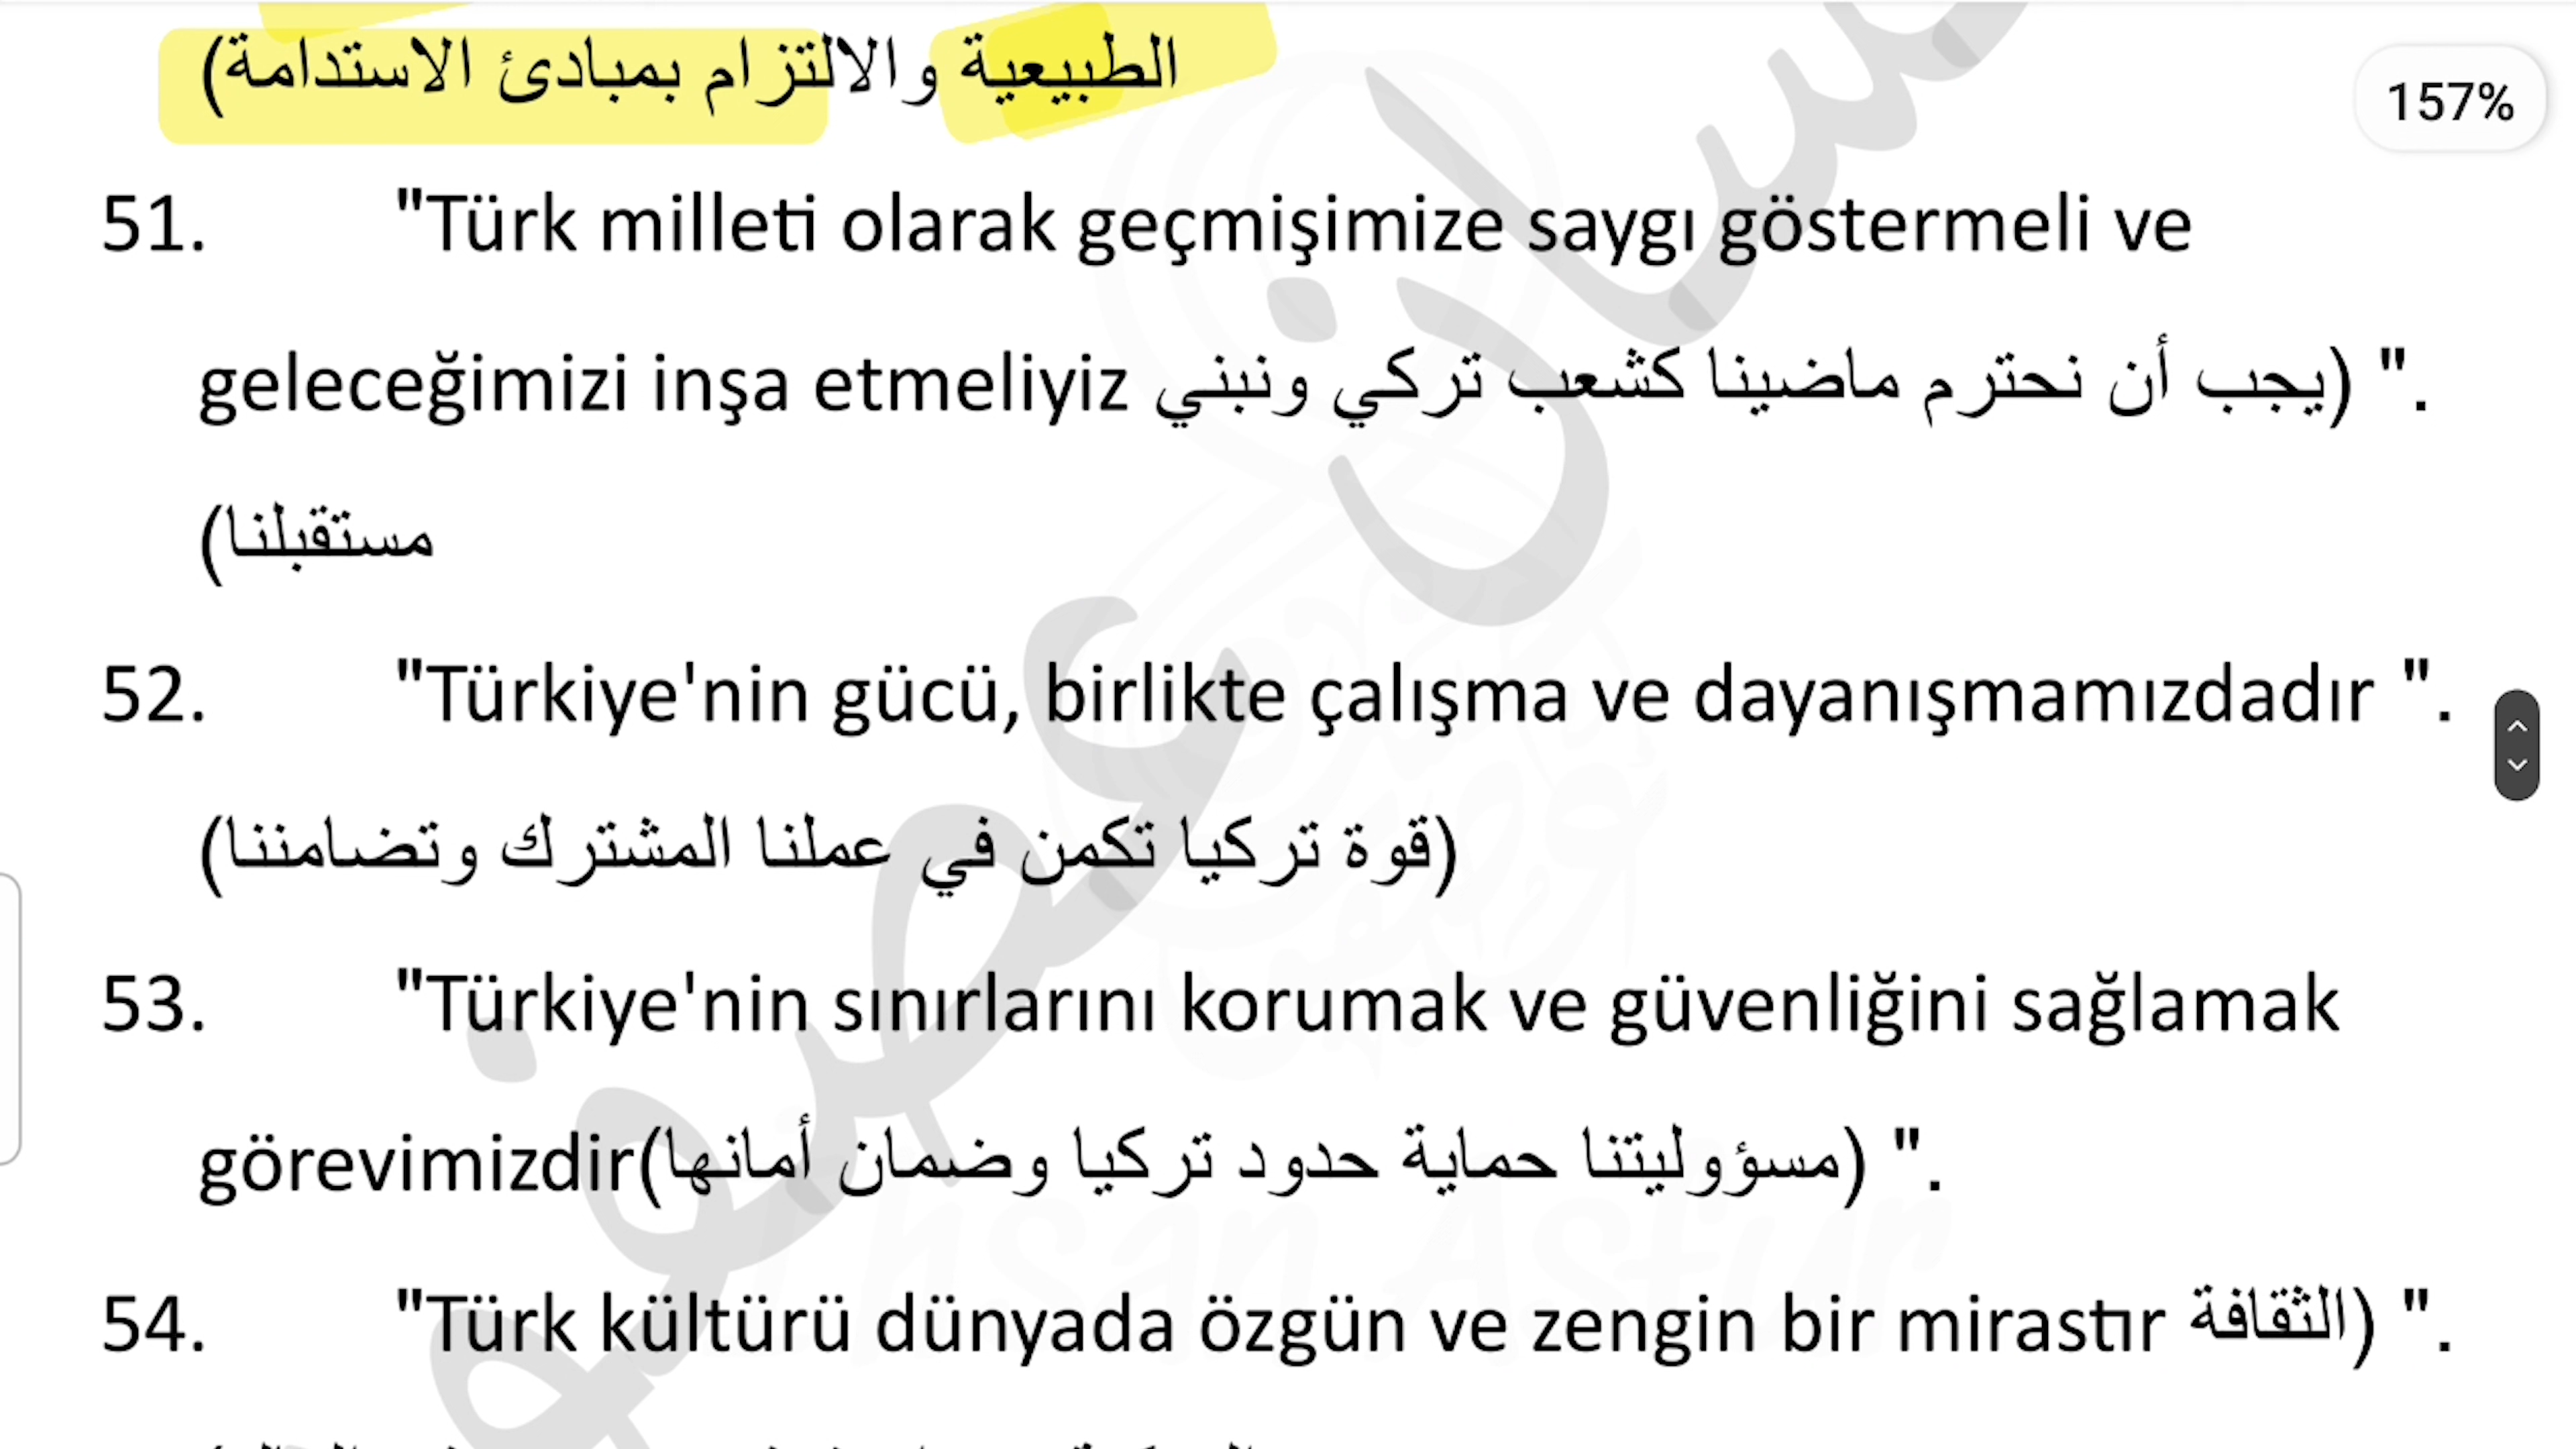 الطبيعية والالتزام بمبادئ الاستدامة)
157%
51. "Türk milleti olarak geçmişimize saygı göstermeli ve
geleceğimizi inşa etmeliyiz ". (يجب أن نحترم ماضينا كشعب تركي ونبني
مستقبلنا)
52. "Türkiye'nin gücü, birlikte çalışma ve dayanışmamızdadır ".
(قوة تركيا تكمن في عملنا المشترك وتضامننا)
53. "Türkiye'nin sınırlarını korumak ve güvenliğini sağlamak
görevimizdir ". (مسؤوليتنا حماية حدود تركيا وضمان أمانها)
54. "Türk kültürü dünyada özgün ve zengin bir mirastır ". (الثقافة
Ihsan Asfur